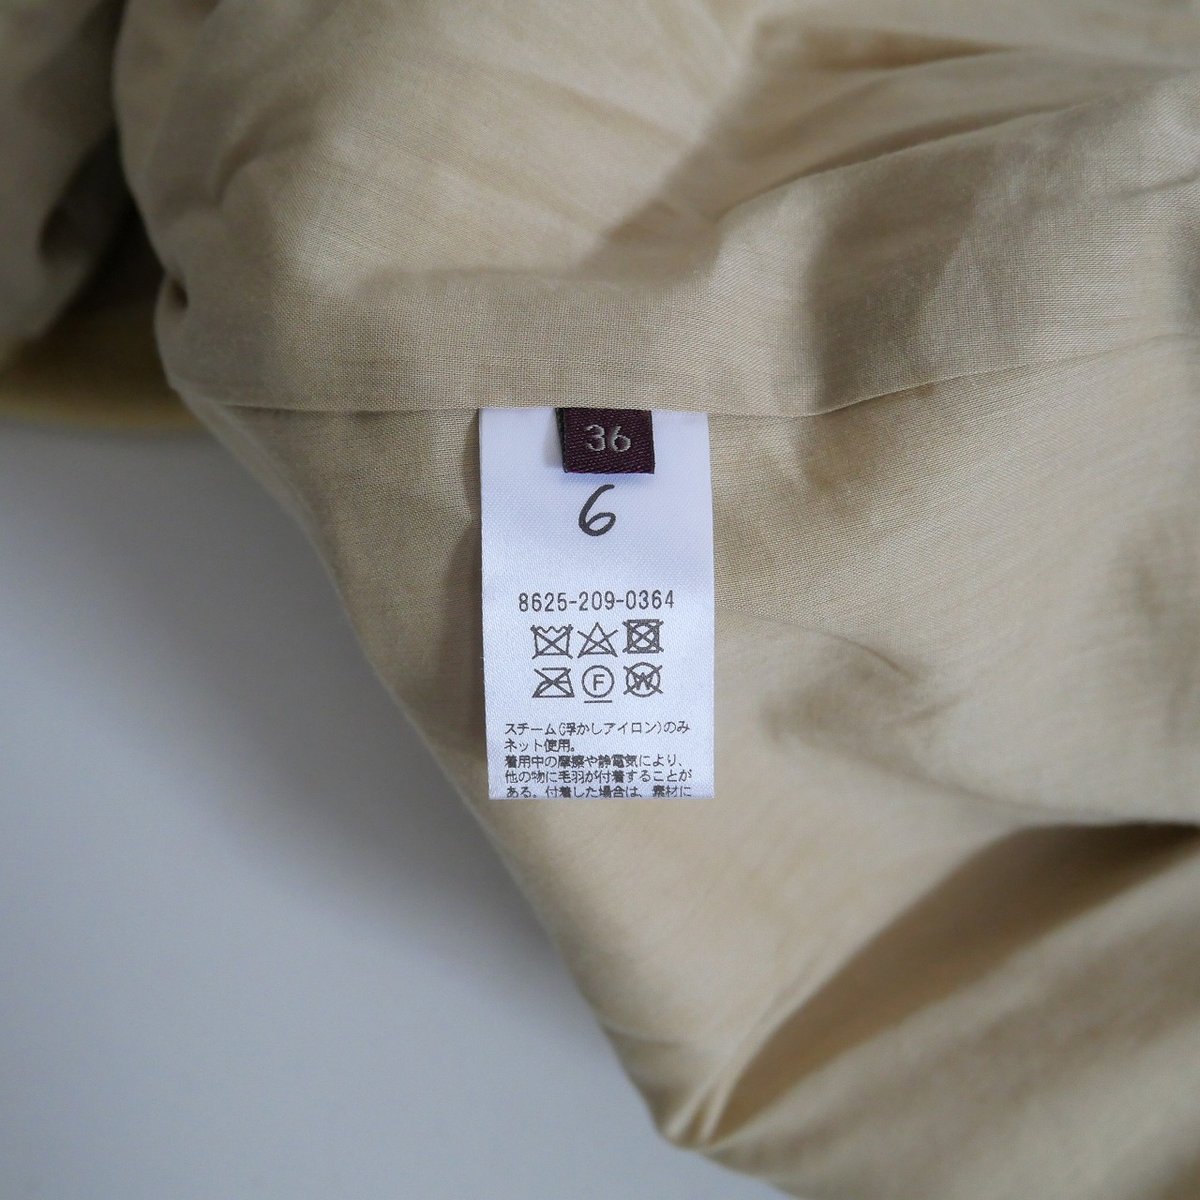 36
6
8625-209-0364
F
W
スチーム(浮かしアイロン)のみ
ネット使用。
着用中の摩擦や静電気により、
他の物に毛羽が付着することが
ある。付着した場合は、素材に